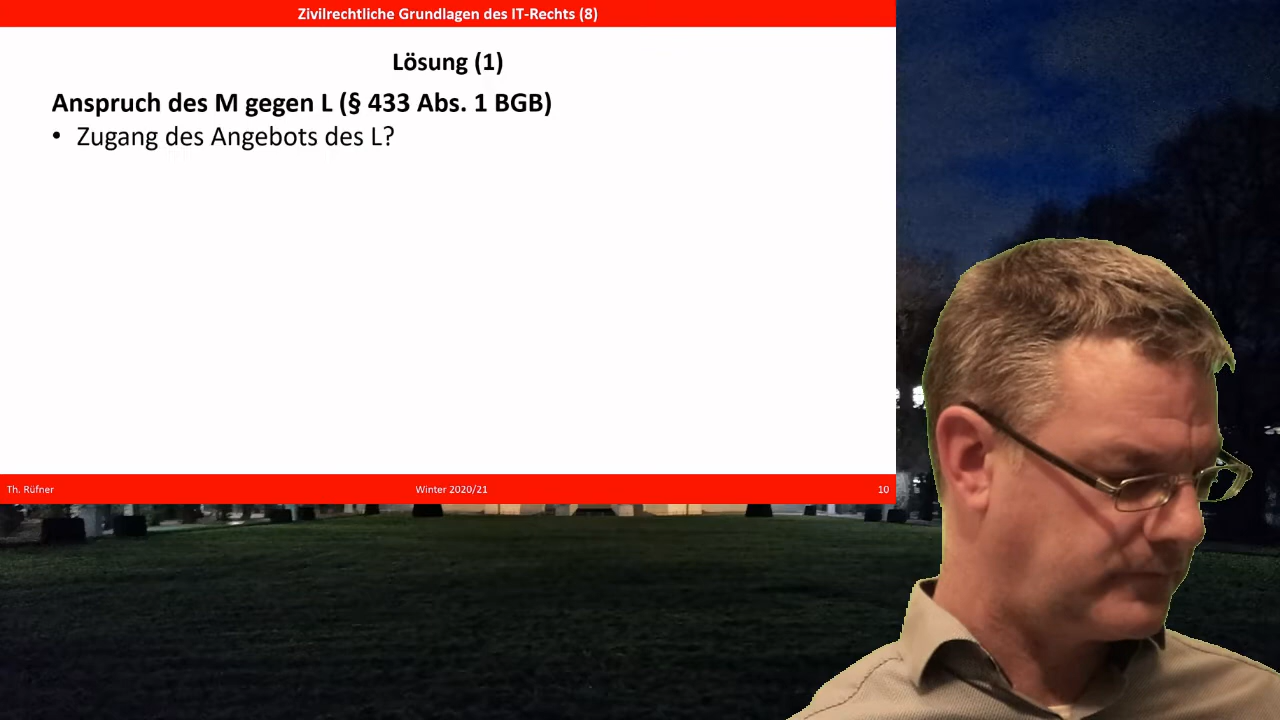 Zivilrechtliche Grundlagen des IT-Rechts (8)
Lösung (1)
Anspruch des M gegen L (§ 433 Abs. 1 BGB)
• Zugang des Angebots des L?
Th. Rüfner Winter 2020/21 10